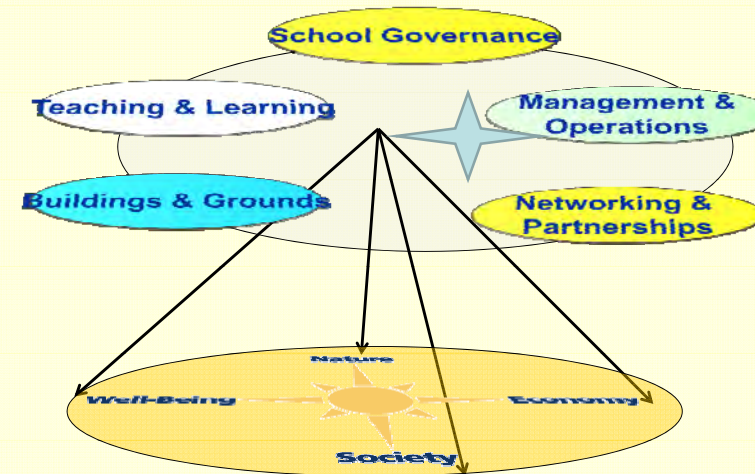 School Governance
Teaching & Learning
Management &
Operations
Buildings & Grounds
Networking &
Partnerships
Nature
Well-Being
Economy
Society